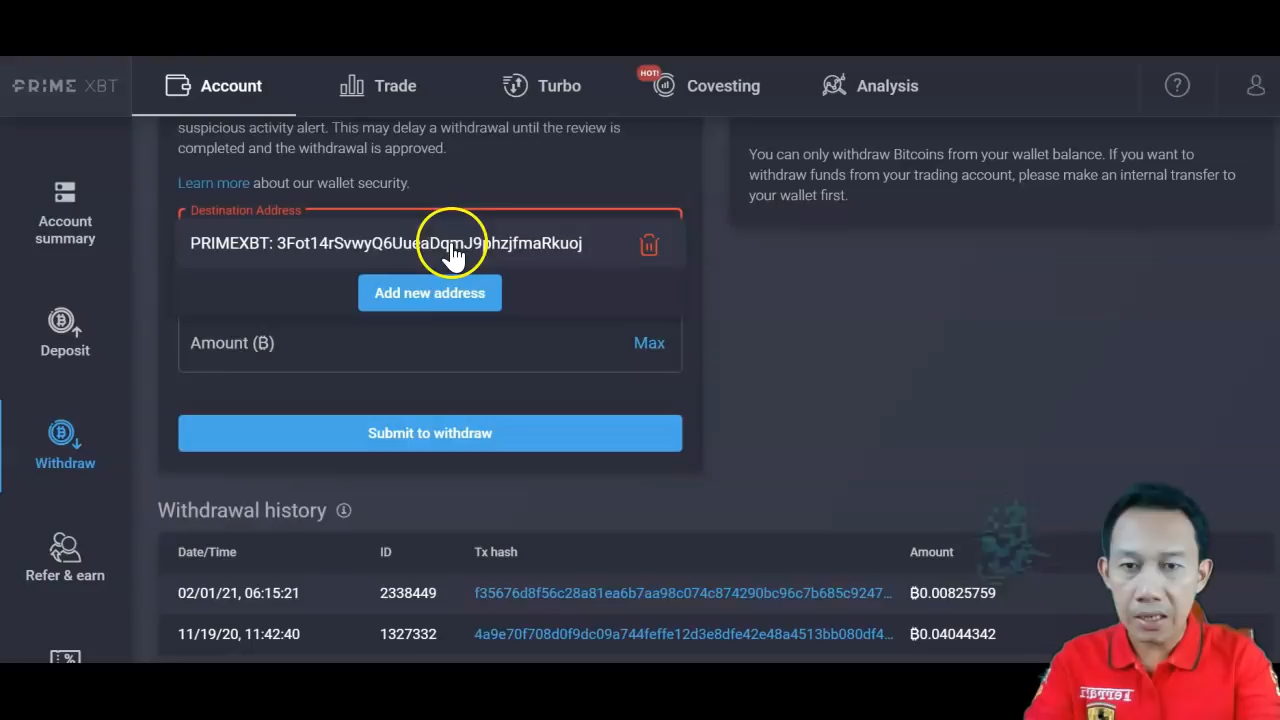 PRIME XBT
Account
Trade
HOT!
Turbo
Covesting
Analysis
suspicious activity alert. This may delay a withdrawal until the review is
completed and the withdrawal is approved.
Learn more about our wallet security.
Destination Address
PRIMEXBT: 3Fot14rSvwyQ6UueaDqmJ9phzjfmaRkuoj
Add new address
Amount (₿)
Max
Submit to withdraw
You can only withdraw Bitcoins from your wallet balance. If you want to
withdraw funds from your trading account, please make an internal transfer to
your wallet first.
Account
summary
Deposit
Withdraw
Refer & earn
Withdrawal history
Date/Time ID Tx hash Amount
02/01/21, 06:15:21 2338449 f35676d8f56c28a81ea6b7aa98c074c874290bc96c7b685c9247... ₿0.00825759
11/19/20, 11:42:40 1327332 4a9e70f708d0f9dc09a744feffe12d3e8dfe42e48a4513bb080df4... ₿0.04044342
Ferrari